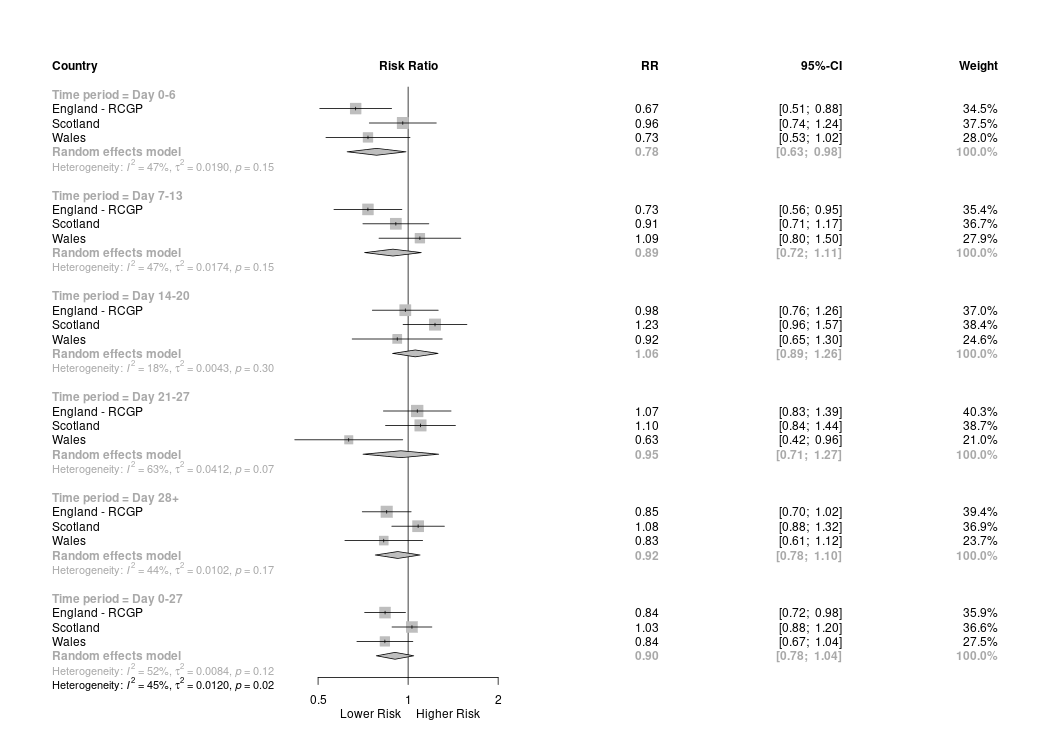 Country Risk Ratio RR 95%-CI Weight
Time period = Day 0-6
England - RCGP 0.67 [0.51; 0.88] 34.5%
Scotland 0.96 [0.74; 1.24] 37.5%
Wales 0.73 [0.53; 1.02] 28.0%
Random effects model 0.78 [0.63; 0.98] 100.0%
Heterogeneity: I² = 47%, τ² = 0.0190, p = 0.15
Time period = Day 7-13
England - RCGP 0.73 [0.56; 0.95] 35.4%
Scotland 0.91 [0.71; 1.17] 36.7%
Wales 1.09 [0.80; 1.50] 27.9%
Random effects model 0.89 [0.72; 1.11] 100.0%
Heterogeneity: I² = 47%, τ² = 0.0174, p = 0.15
Time period = Day 14-20
England - RCGP 0.98 [0.76; 1.26] 37.0%
Scotland 1.23 [0.96; 1.57] 38.4%
Wales 0.92 [0.65; 1.30] 24.6%
Random effects model 1.06 [0.89; 1.26] 100.0%
Heterogeneity: I² = 18%, τ² = 0.0043, p = 0.30
Time period = Day 21-27
England - RCGP 1.07 [0.83; 1.39] 40.3%
Scotland 1.10 [0.84; 1.44] 38.7%
Wales 0.63 [0.42; 0.96] 21.0%
Random effects model 0.95 [0.71; 1.27] 100.0%
Heterogeneity: I² = 63%, τ² = 0.0412, p = 0.07
Time period = Day 28+
England - RCGP 0.85 [0.70; 1.02] 39.4%
Scotland 1.08 [0.88; 1.32] 36.9%
Wales 0.83 [0.61; 1.12] 23.7%
Random effects model 0.92 [0.78; 1.10] 100.0%
Heterogeneity: I² = 44%, τ² = 0.0102, p = 0.17
Time period = Day 0-27
England - RCGP 0.84 [0.72; 0.98] 35.9%
Scotland 1.03 [0.88; 1.20] 36.6%
Wales 0.84 [0.67; 1.04] 27.5%
Random effects model 0.90 [0.78; 1.04] 100.0%
Heterogeneity: I² = 52%, τ² = 0.0084, p = 0.12
Heterogeneity: I² = 45%, τ² = 0.0120, p = 0.02
0.5 1 2
Lower Risk Higher Risk